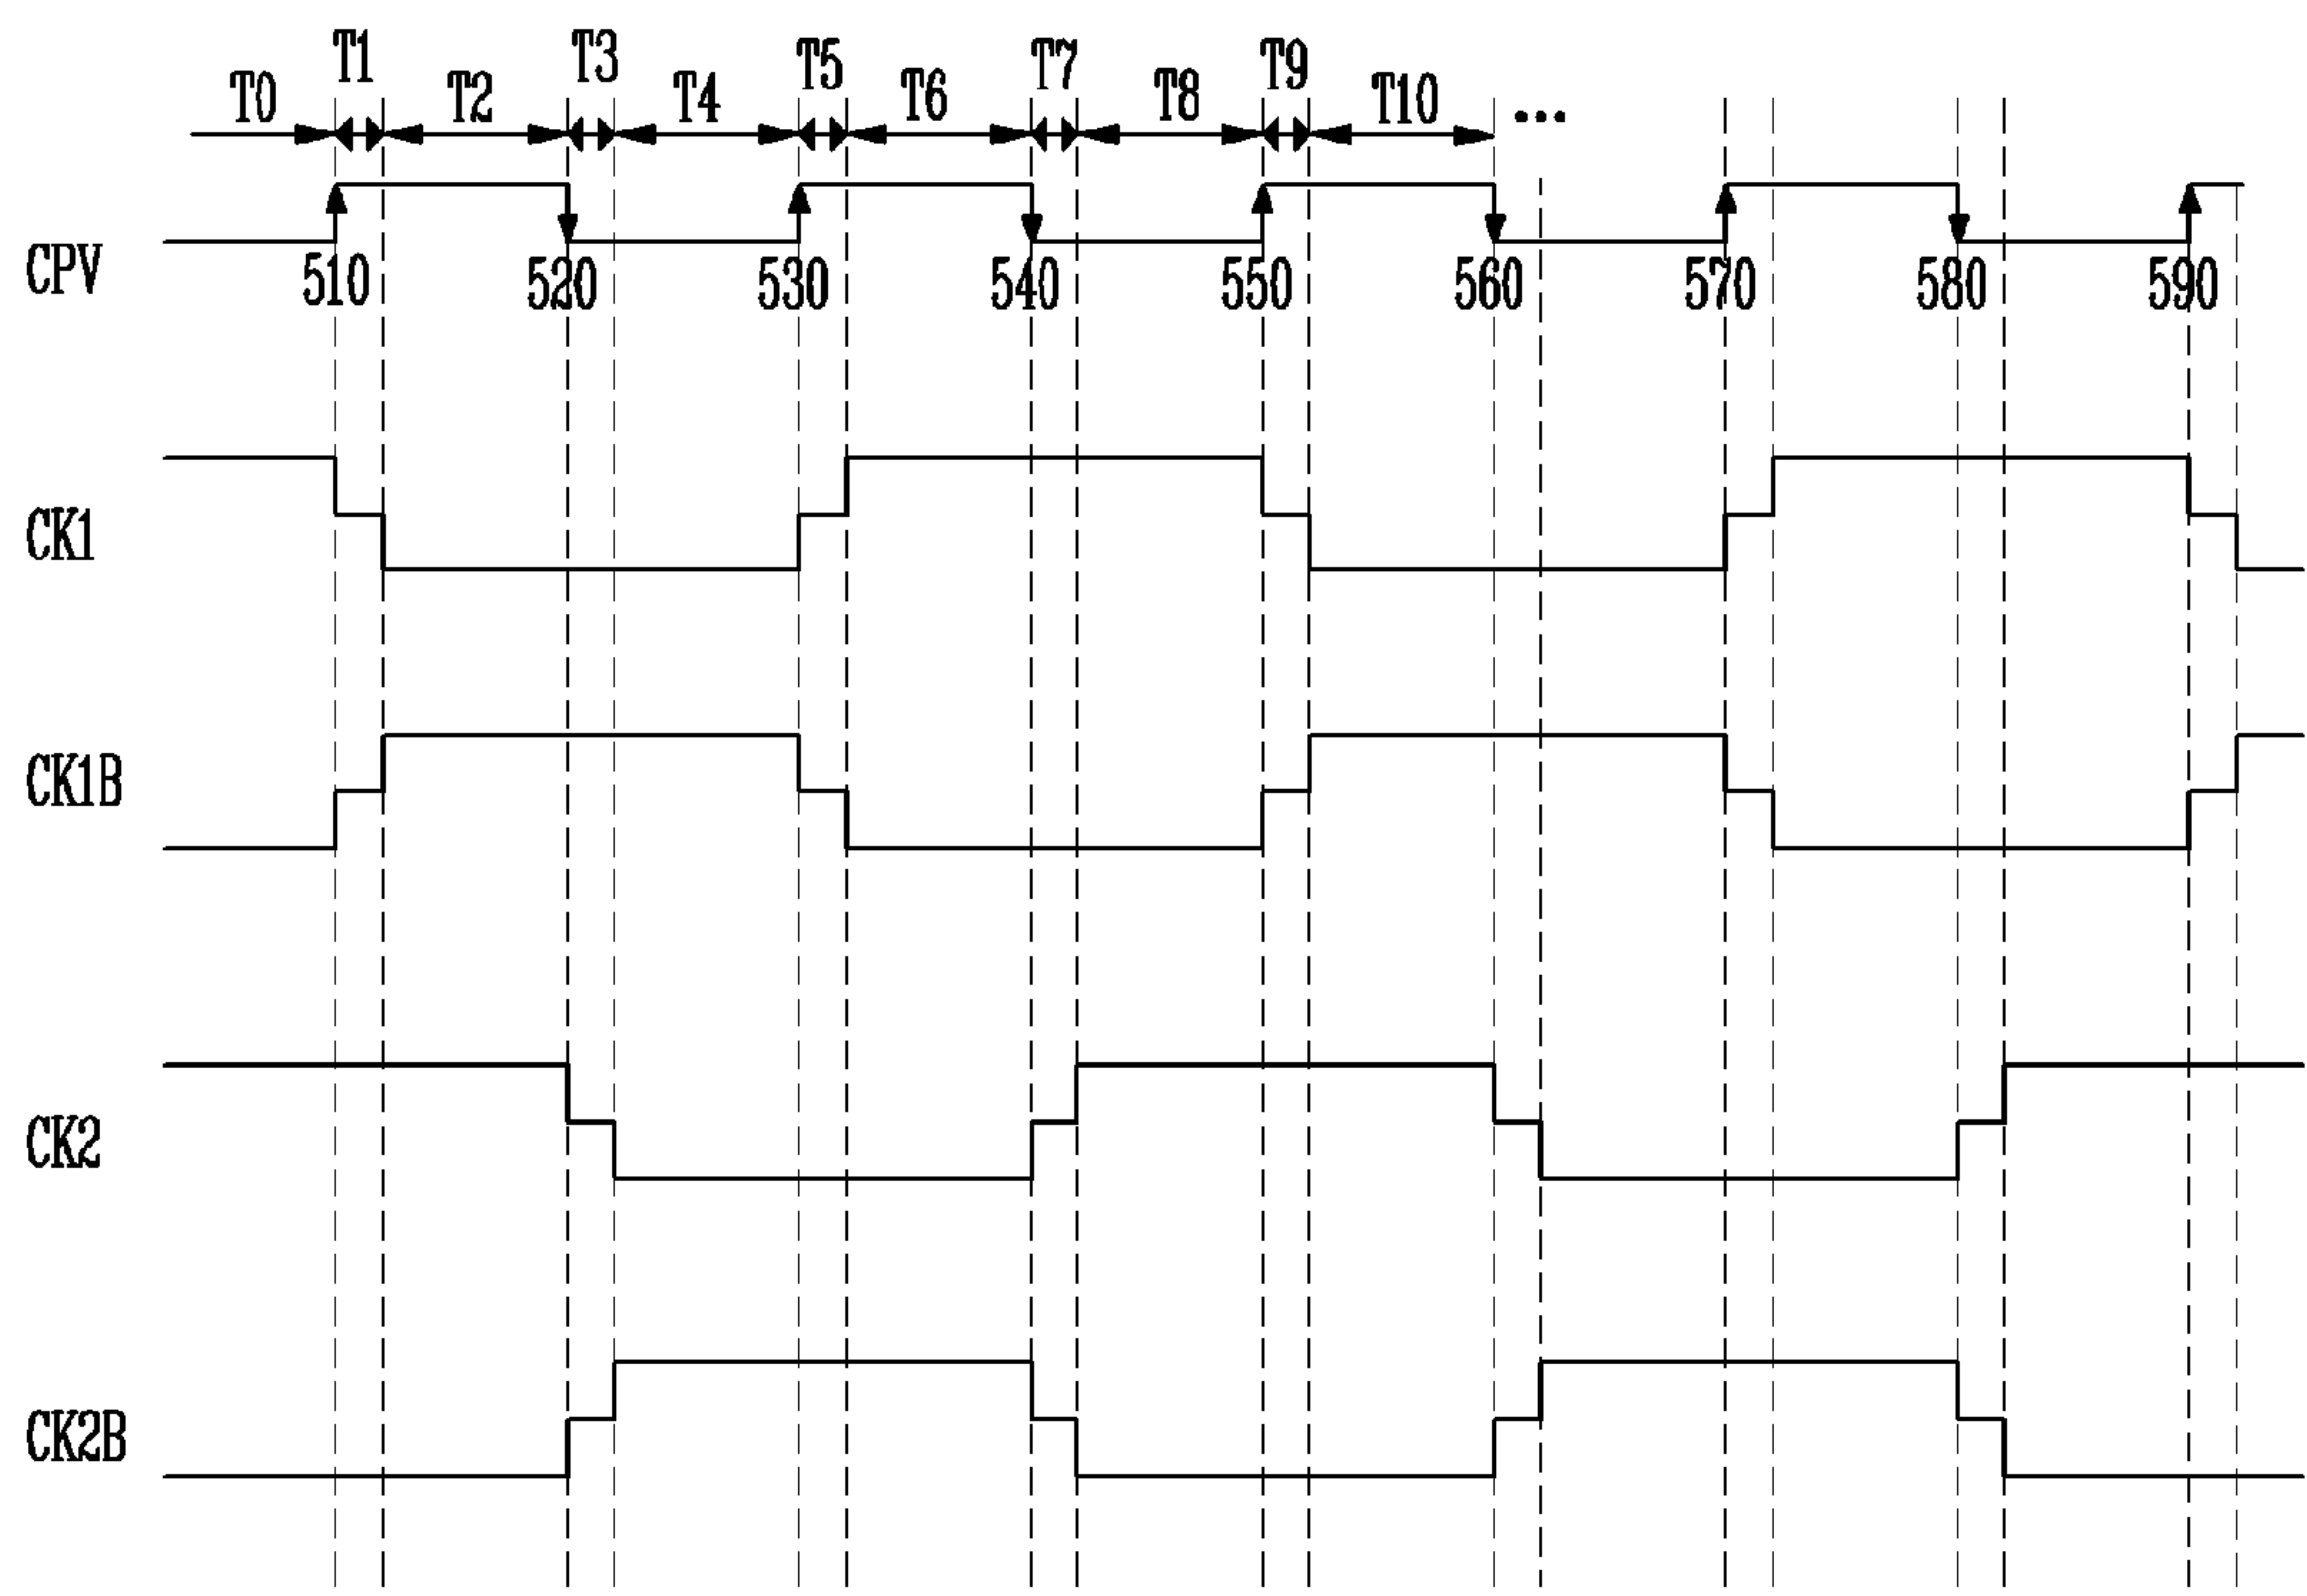 T0 T1 T2 T3 T4 T5 T6 T7 T8 T9 T10 •••
CPV 510 520 530 540 550 560 570 580 590
CK1
CK1B
CK2
CK2B